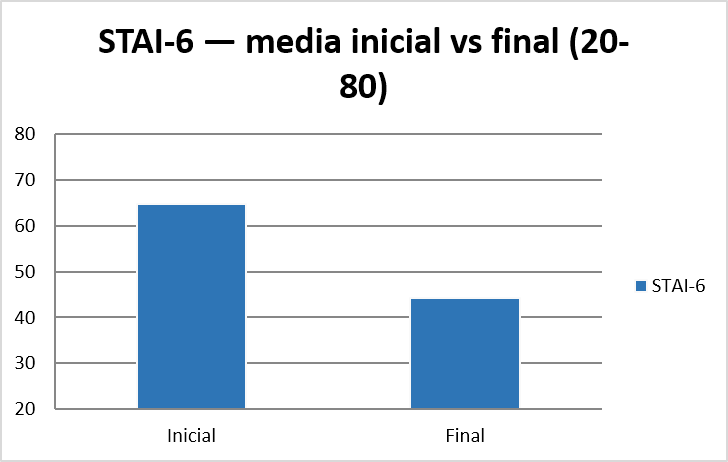 STAI-6 — media inicial vs final (20-
80)
80
70
60
50
40
30
20
Inicial
Final
STAI-6